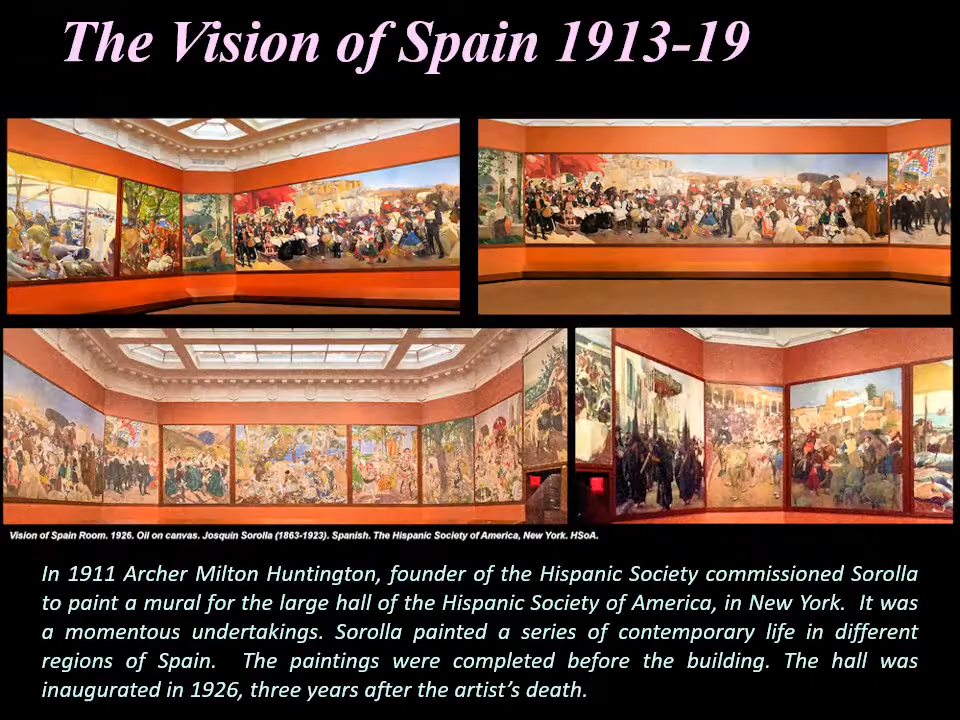 The Vision of Spain 1913-19
Vision of Spain Room. 1926. Oil on canvas. Josquín Sorolla (1863-1923). Spanish. The Hispanic Society of America, New York. HSoA.
In 1911 Archer Milton Huntington, founder of the Hispanic Society commissioned Sorolla
to paint a mural for the large hall of the Hispanic Society of America, in New York. It was
a momentous undertakings. Sorolla painted a series of contemporary life in different
regions of Spain. The paintings were completed before the building. The hall was
inaugurated in 1926, three years after the artist’s death.